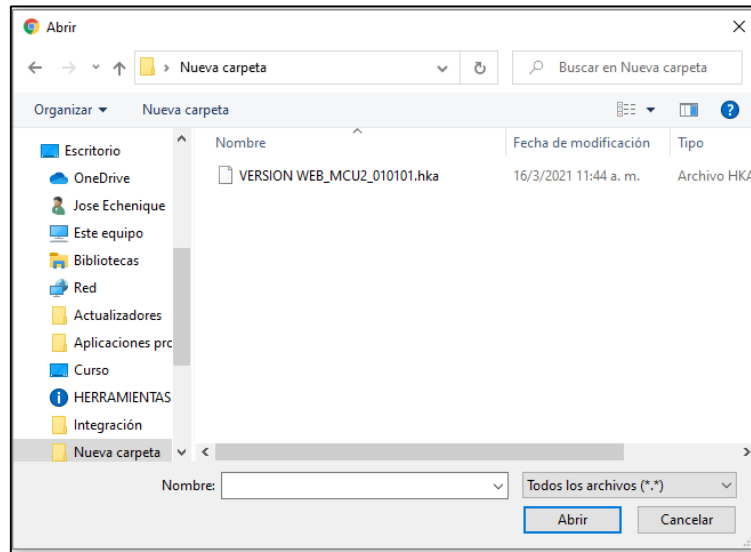 Abrir
Nueva carpeta
Buscar en Nueva carpeta
Organizar
Nueva carpeta
Nombre
Fecha de modificación
Tipo
Escritorio
OneDrive
Jose Echenique
Este equipo
Bibliotecas
Red
Actualizadores
Aplicaciones prc
Curso
HERRAMIENTAS
Integración
Nueva carpeta
VERSION WEB_MCU2_010101.hka
16/3/2021 11:44 a. m.
Archivo HKA
Nombre:
Todos los archivos (*.*)
Abrir
Cancelar